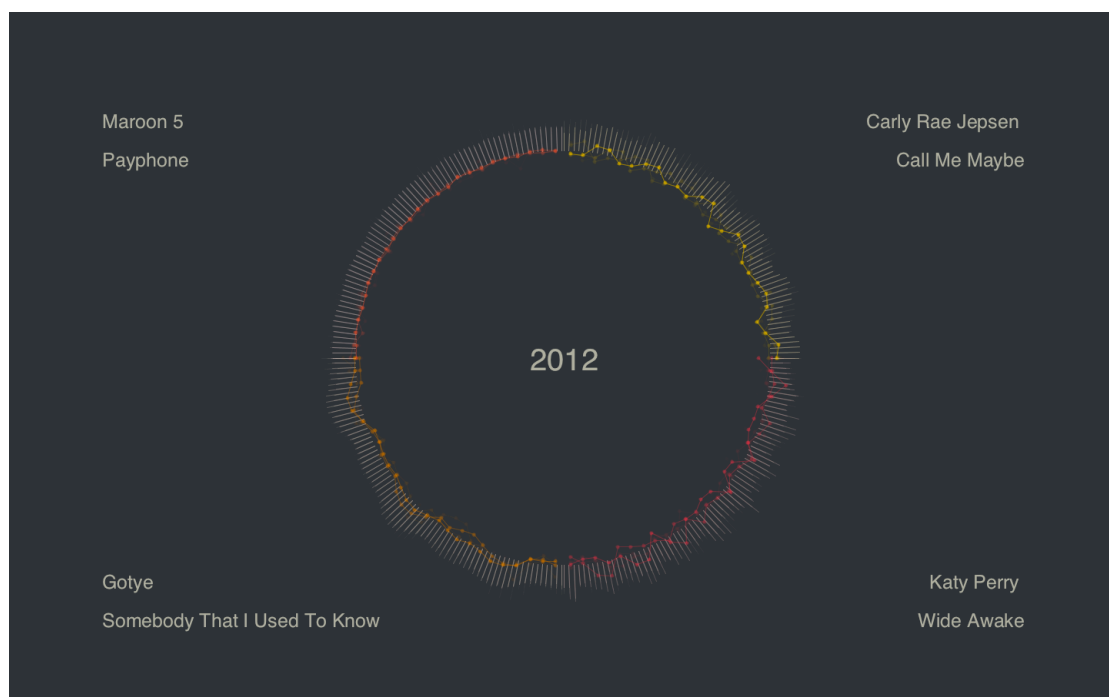 Maroon 5
Payphone
Carly Rae Jepsen
Call Me Maybe
2012
Gotye
Somebody That I Used To Know
Katy Perry
Wide Awake